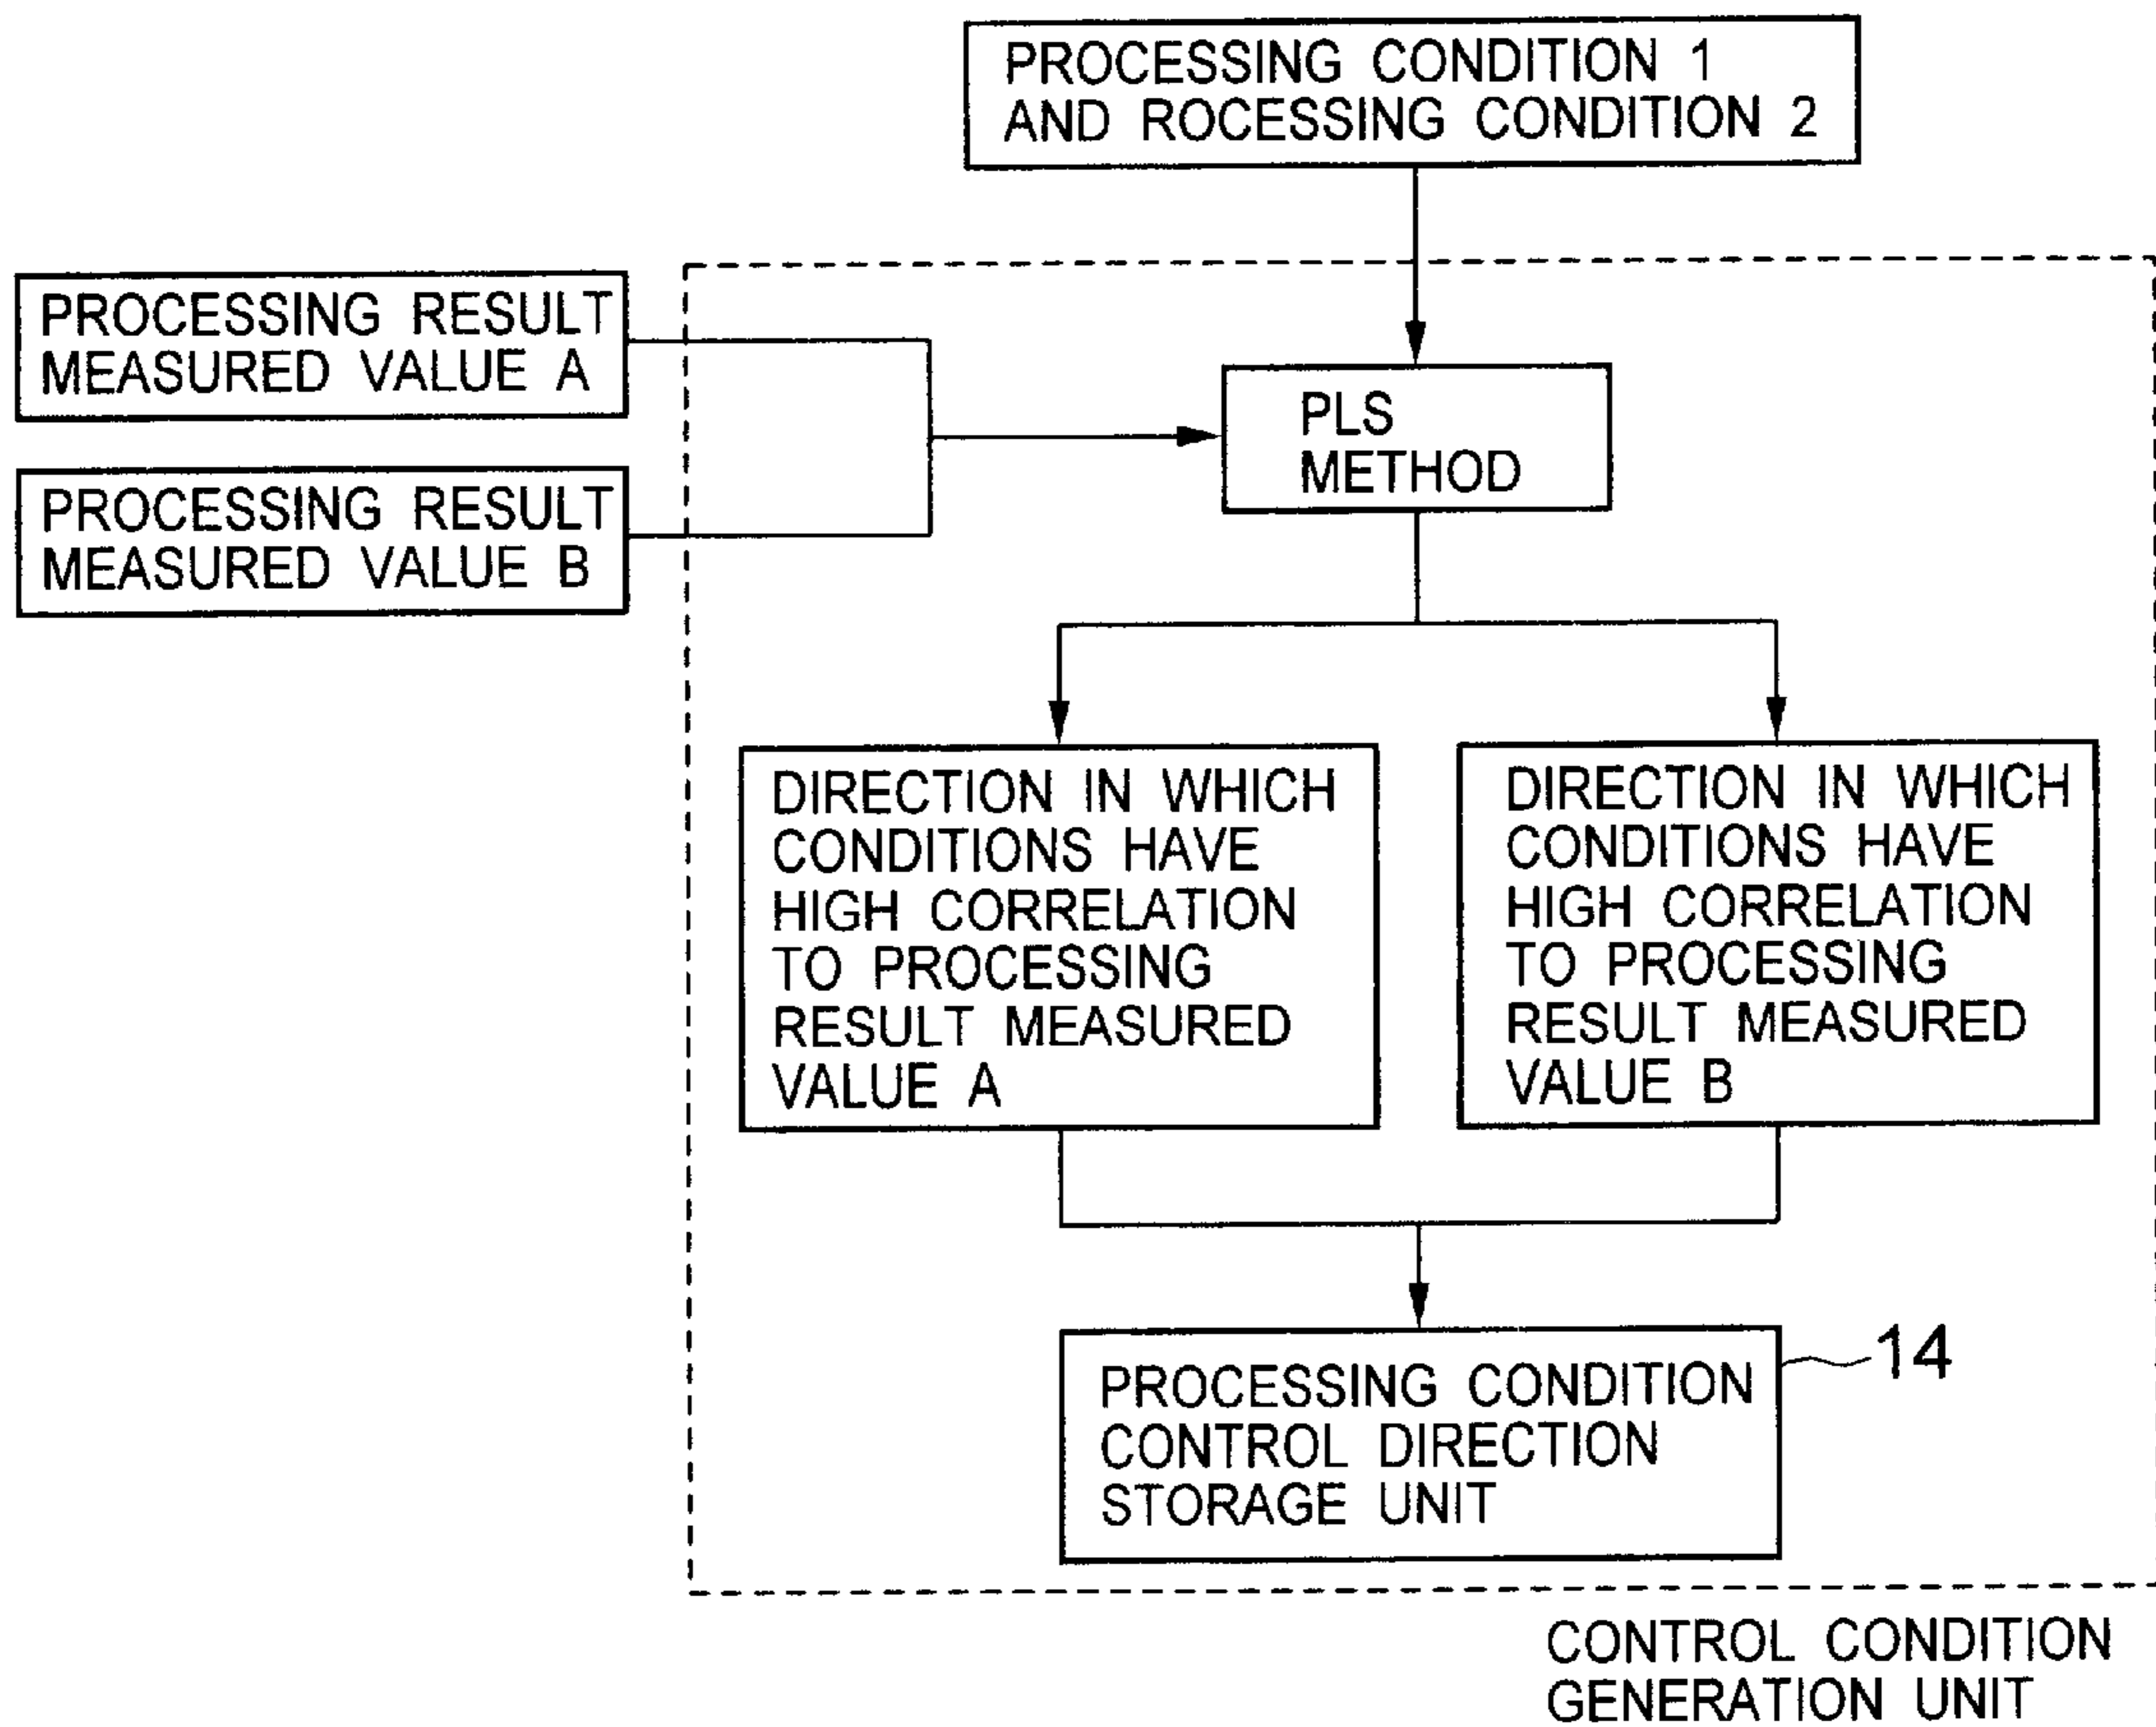 PROCESSING CONDITION 1
AND ROCESSING CONDITION 2
PROCESSING RESULT
MEASURED VALUE A
PROCESSING RESULT
MEASURED VALUE B
PLS
METHOD
DIRECTION IN WHICH
CONDITIONS HAVE
HIGH CORRELATION
TO PROCESSING
RESULT MEASURED
VALUE A
DIRECTION IN WHICH
CONDITIONS HAVE
HIGH CORRELATION
TO PROCESSING
RESULT MEASURED
VALUE B
PROCESSING CONDITION
CONTROL DIRECTION
STORAGE UNIT
14
CONTROL CONDITION
GENERATION UNIT